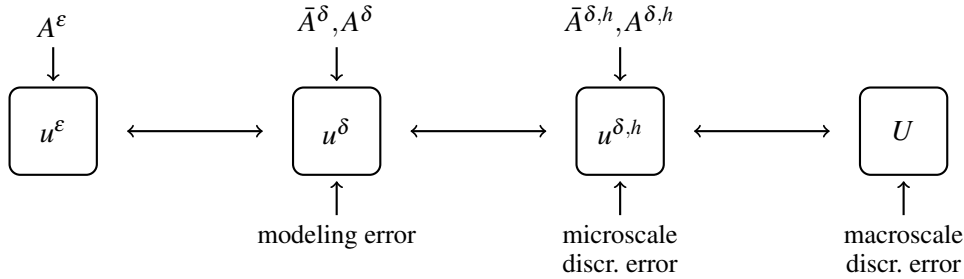 A^ε
Ā^δ, A^δ
Ā^{δ,h}, A^{δ,h}
u^ε
u^δ
u^{δ,h}
U
modeling error
microscale
discr. error
macroscale
discr. error